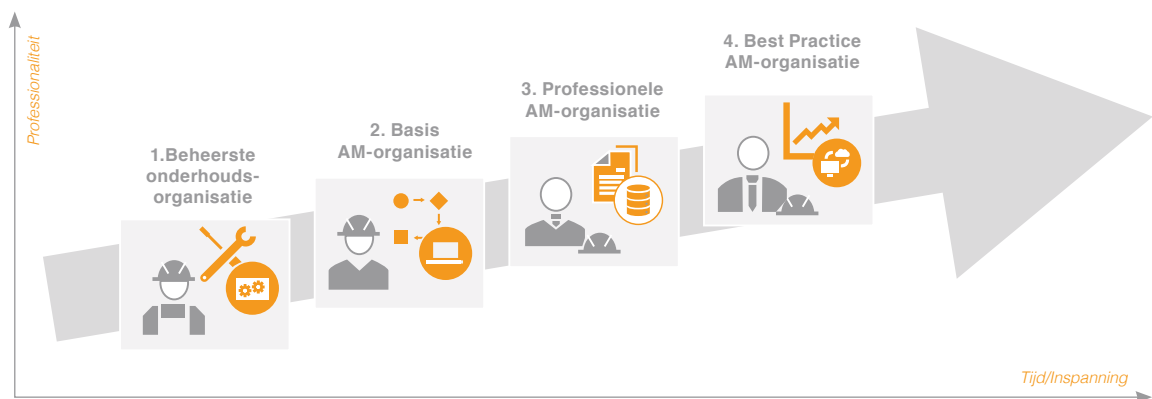 Professionaliteit
1.Beheerste
onderhouds-
organisatie
2. Basis
AM-organisatie
3. Professionele
AM-organisatie
4. Best Practice
AM-organisatie
Tijd/Inspanning